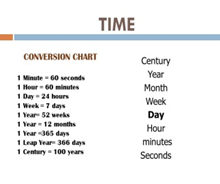 TIME
CONVERSION CHART
1 Minute = 60 seconds
1 Hour = 60 minutes
1 Day = 24 hours
1 Week = 7 days
1 Year= 52 weeks
1 Year = 12 months
1 Year =365 days
1 Leap Year= 366 days
1 Century = 100 years
Century
Year
Month
Week
Day
Hour
minutes
Seconds